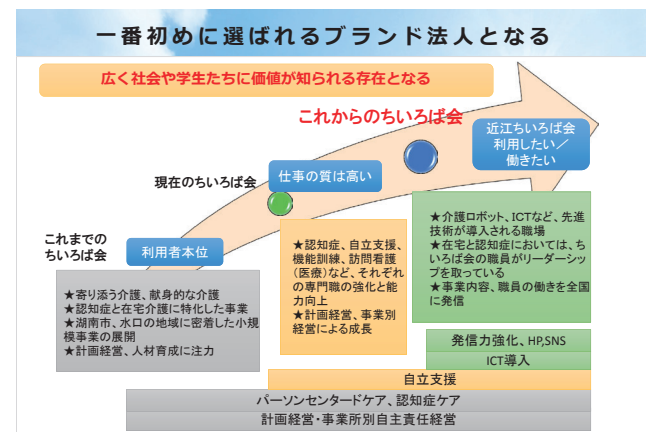 一番初めに選ばれるブランド法人となる
広く社会や学生たちに価値が知られる存在となる
これからのちいろば会
近江ちいろば会
利用したい／
働きたい
現在のちいろば会
仕事の質は高い
これまでの
ちいろば会
利用者本位
★寄り添う介護、献身的な介護
★認知症と在宅介護に特化した事業
★湖南市、水口の地域に密着した小規
模事業の展開
★計画経営、人材育成に注力
★認知症、自立支援、
機能訓練、訪問看護
（医療）など、それぞれ
の専門職の強化と能
力向上
★計画経営、事業別
経営による成長
★介護ロボット、ICTなど、先進
技術が導入される職場
★在宅と認知症においては、ち
いろば会の職員がリーダーシッ
プを取っている
★事業内容、職員の働きを全国
に発信
発信力強化、HP,SNS
ICT導入
自立支援
パーソンセンタードケア、認知症ケア
計画経営・事業所別自主責任経営